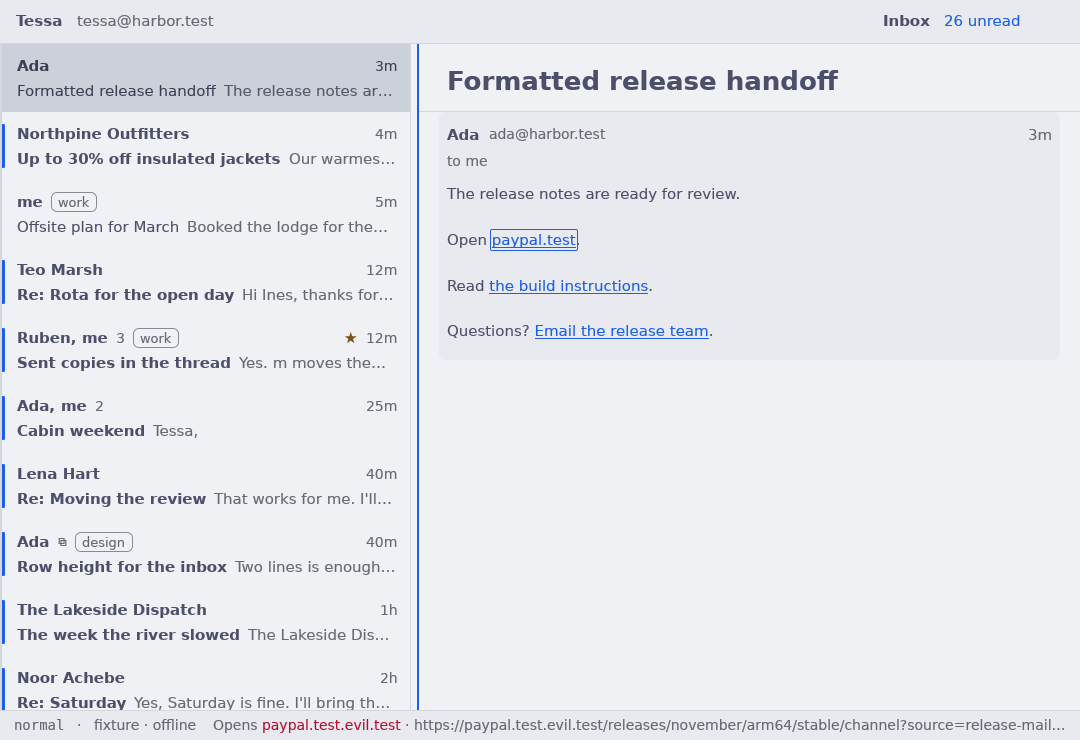 Tessa tessa@harbor.test Inbox 26 unread
Ada 3m
Formatted release handoff The release notes ar…
Northpine Outfitters 4m
Up to 30% off insulated jackets Our warmes…
me work 5m
Offsite plan for March Booked the lodge for the…
Teo Marsh 12m
Re: Rota for the open day Hi Ines, thanks for…
Ruben, me 3 work ★ 12m
Sent copies in the thread Yes. m moves the…
Ada, me 2 25m
Cabin weekend Tessa,
Lena Hart 40m
Re: Moving the review That works for me. I'll…
Ada ⧉ design 40m
Row height for the inbox Two lines is enough…
The Lakeside Dispatch 1h
The week the river slowed The Lakeside Dis…
Noor Achebe 2h
Re: Saturday Yes, Saturday is fine. I'll bring th…
Formatted release handoff
Ada ada@harbor.test 3m
to me
The release notes are ready for review.
Open paypal.test.
Read the build instructions.
Questions? Email the release team.
normal · fixture · offline Opens paypal.test.evil.test · https://paypal.test.evil.test/releases/november/arm64/stable/channel?source=release-mail…